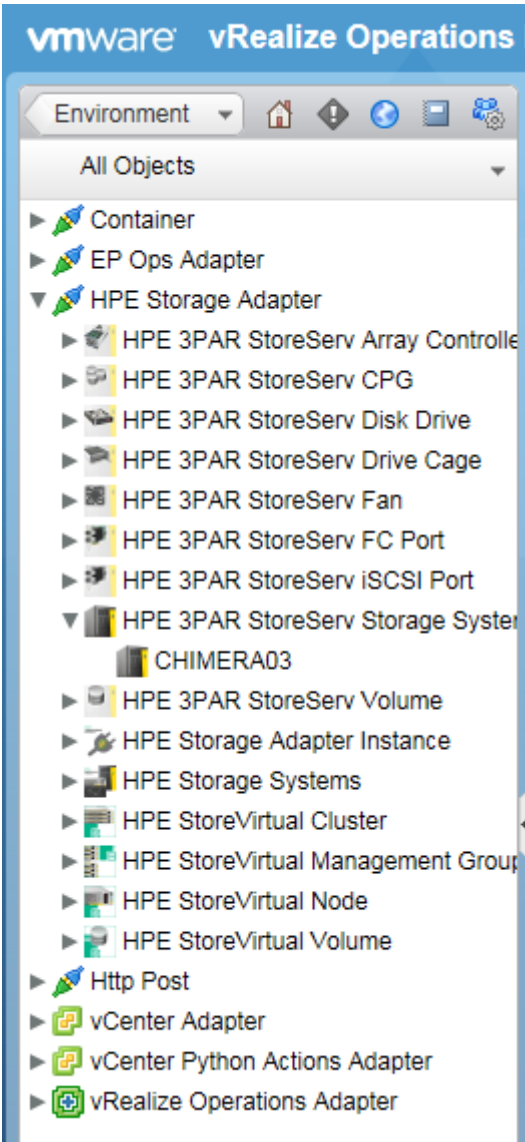 vmware vRealize Operations
Environment
All Objects
Container
EP Ops Adapter
HPE Storage Adapter
HPE 3PAR StoreServ Array Controlle
HPE 3PAR StoreServ CPG
HPE 3PAR StoreServ Disk Drive
HPE 3PAR StoreServ Drive Cage
HPE 3PAR StoreServ Fan
HPE 3PAR StoreServ FC Port
HPE 3PAR StoreServ iSCSI Port
HPE 3PAR StoreServ Storage System
CHIMERA03
HPE 3PAR StoreServ Volume
HPE Storage Adapter Instance
HPE Storage Systems
HPE StoreVirtual Cluster
HPE StoreVirtual Management Group
HPE StoreVirtual Node
HPE StoreVirtual Volume
Http Post
vCenter Adapter
vCenter Python Actions Adapter
vRealize Operations Adapter